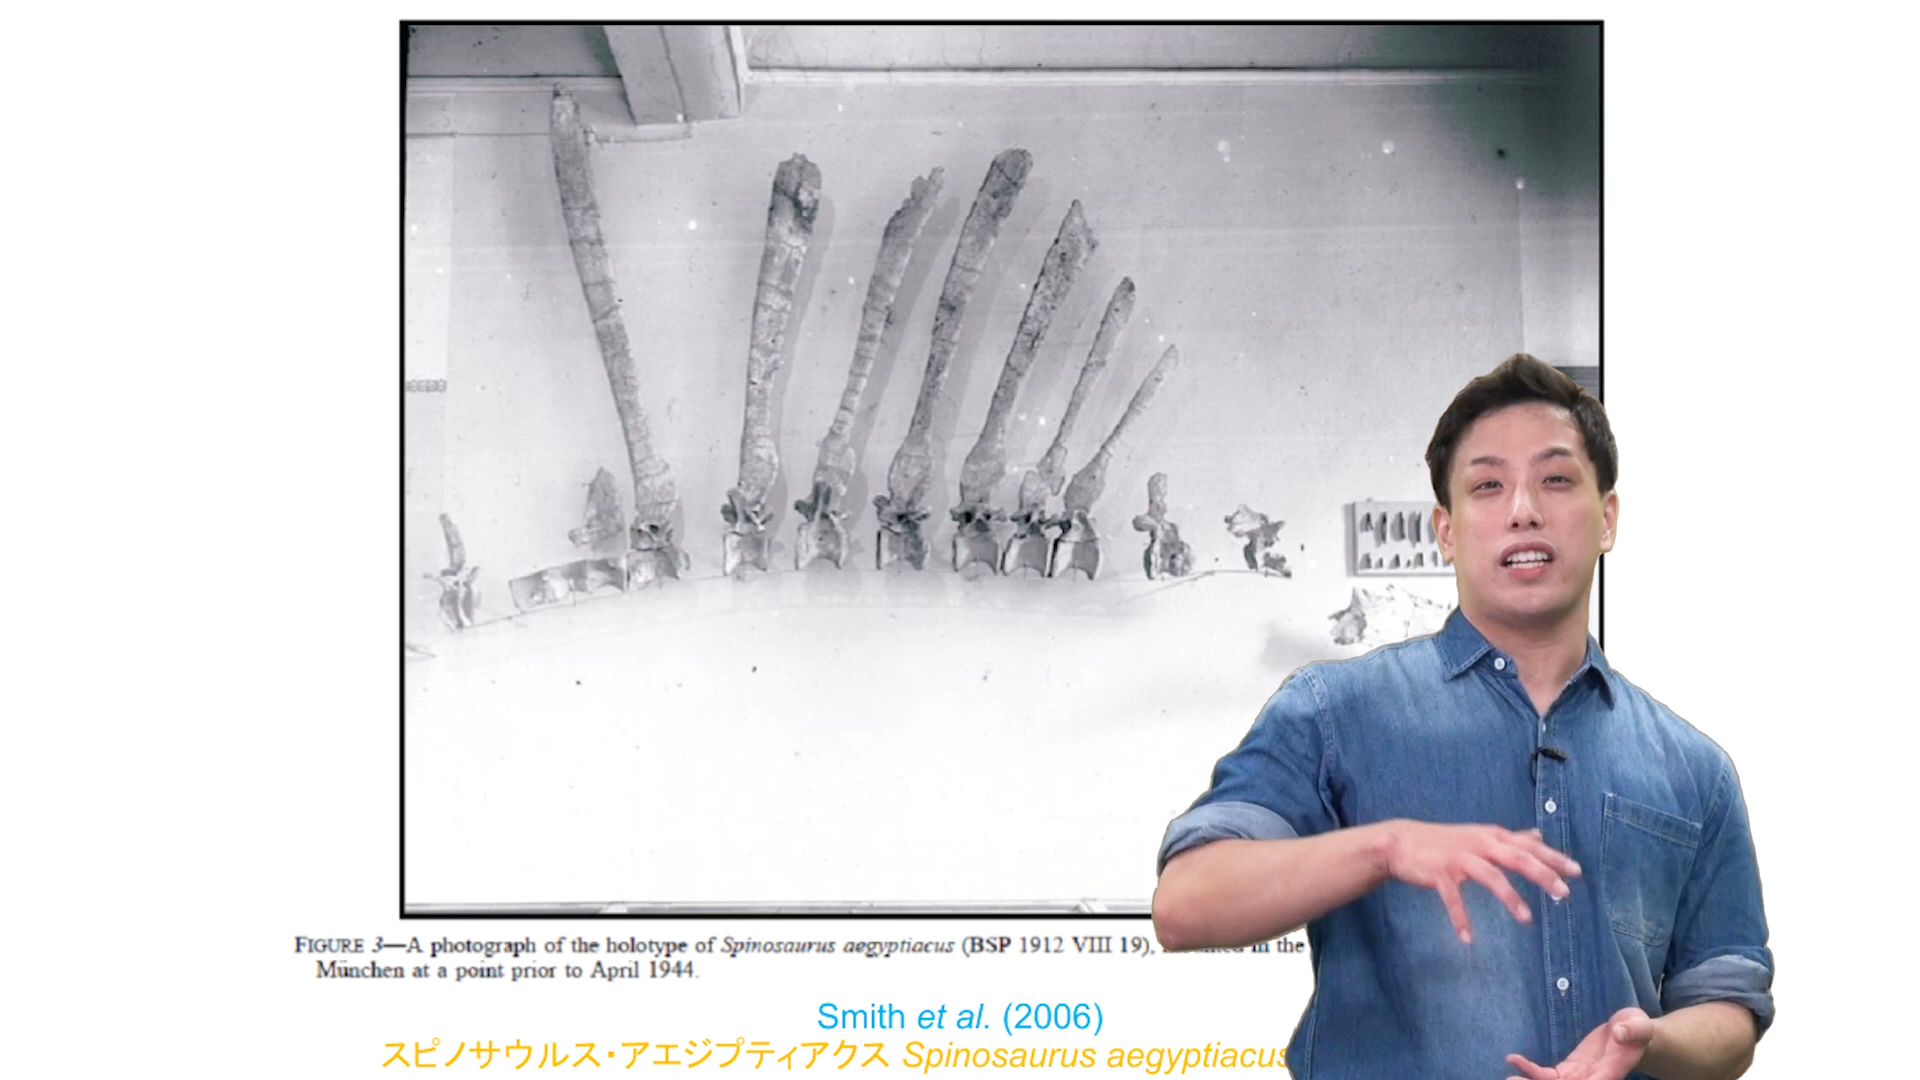 FIGURE 3—A photograph of the holotype of Spinosaurus aegyptiacus (BSP 1912 VIII 19), in the
München at a point prior to April 1944.
Smith et al. (2006)
スピノサウルス・アエジプティアクス Spinosaurus aegyptiacus